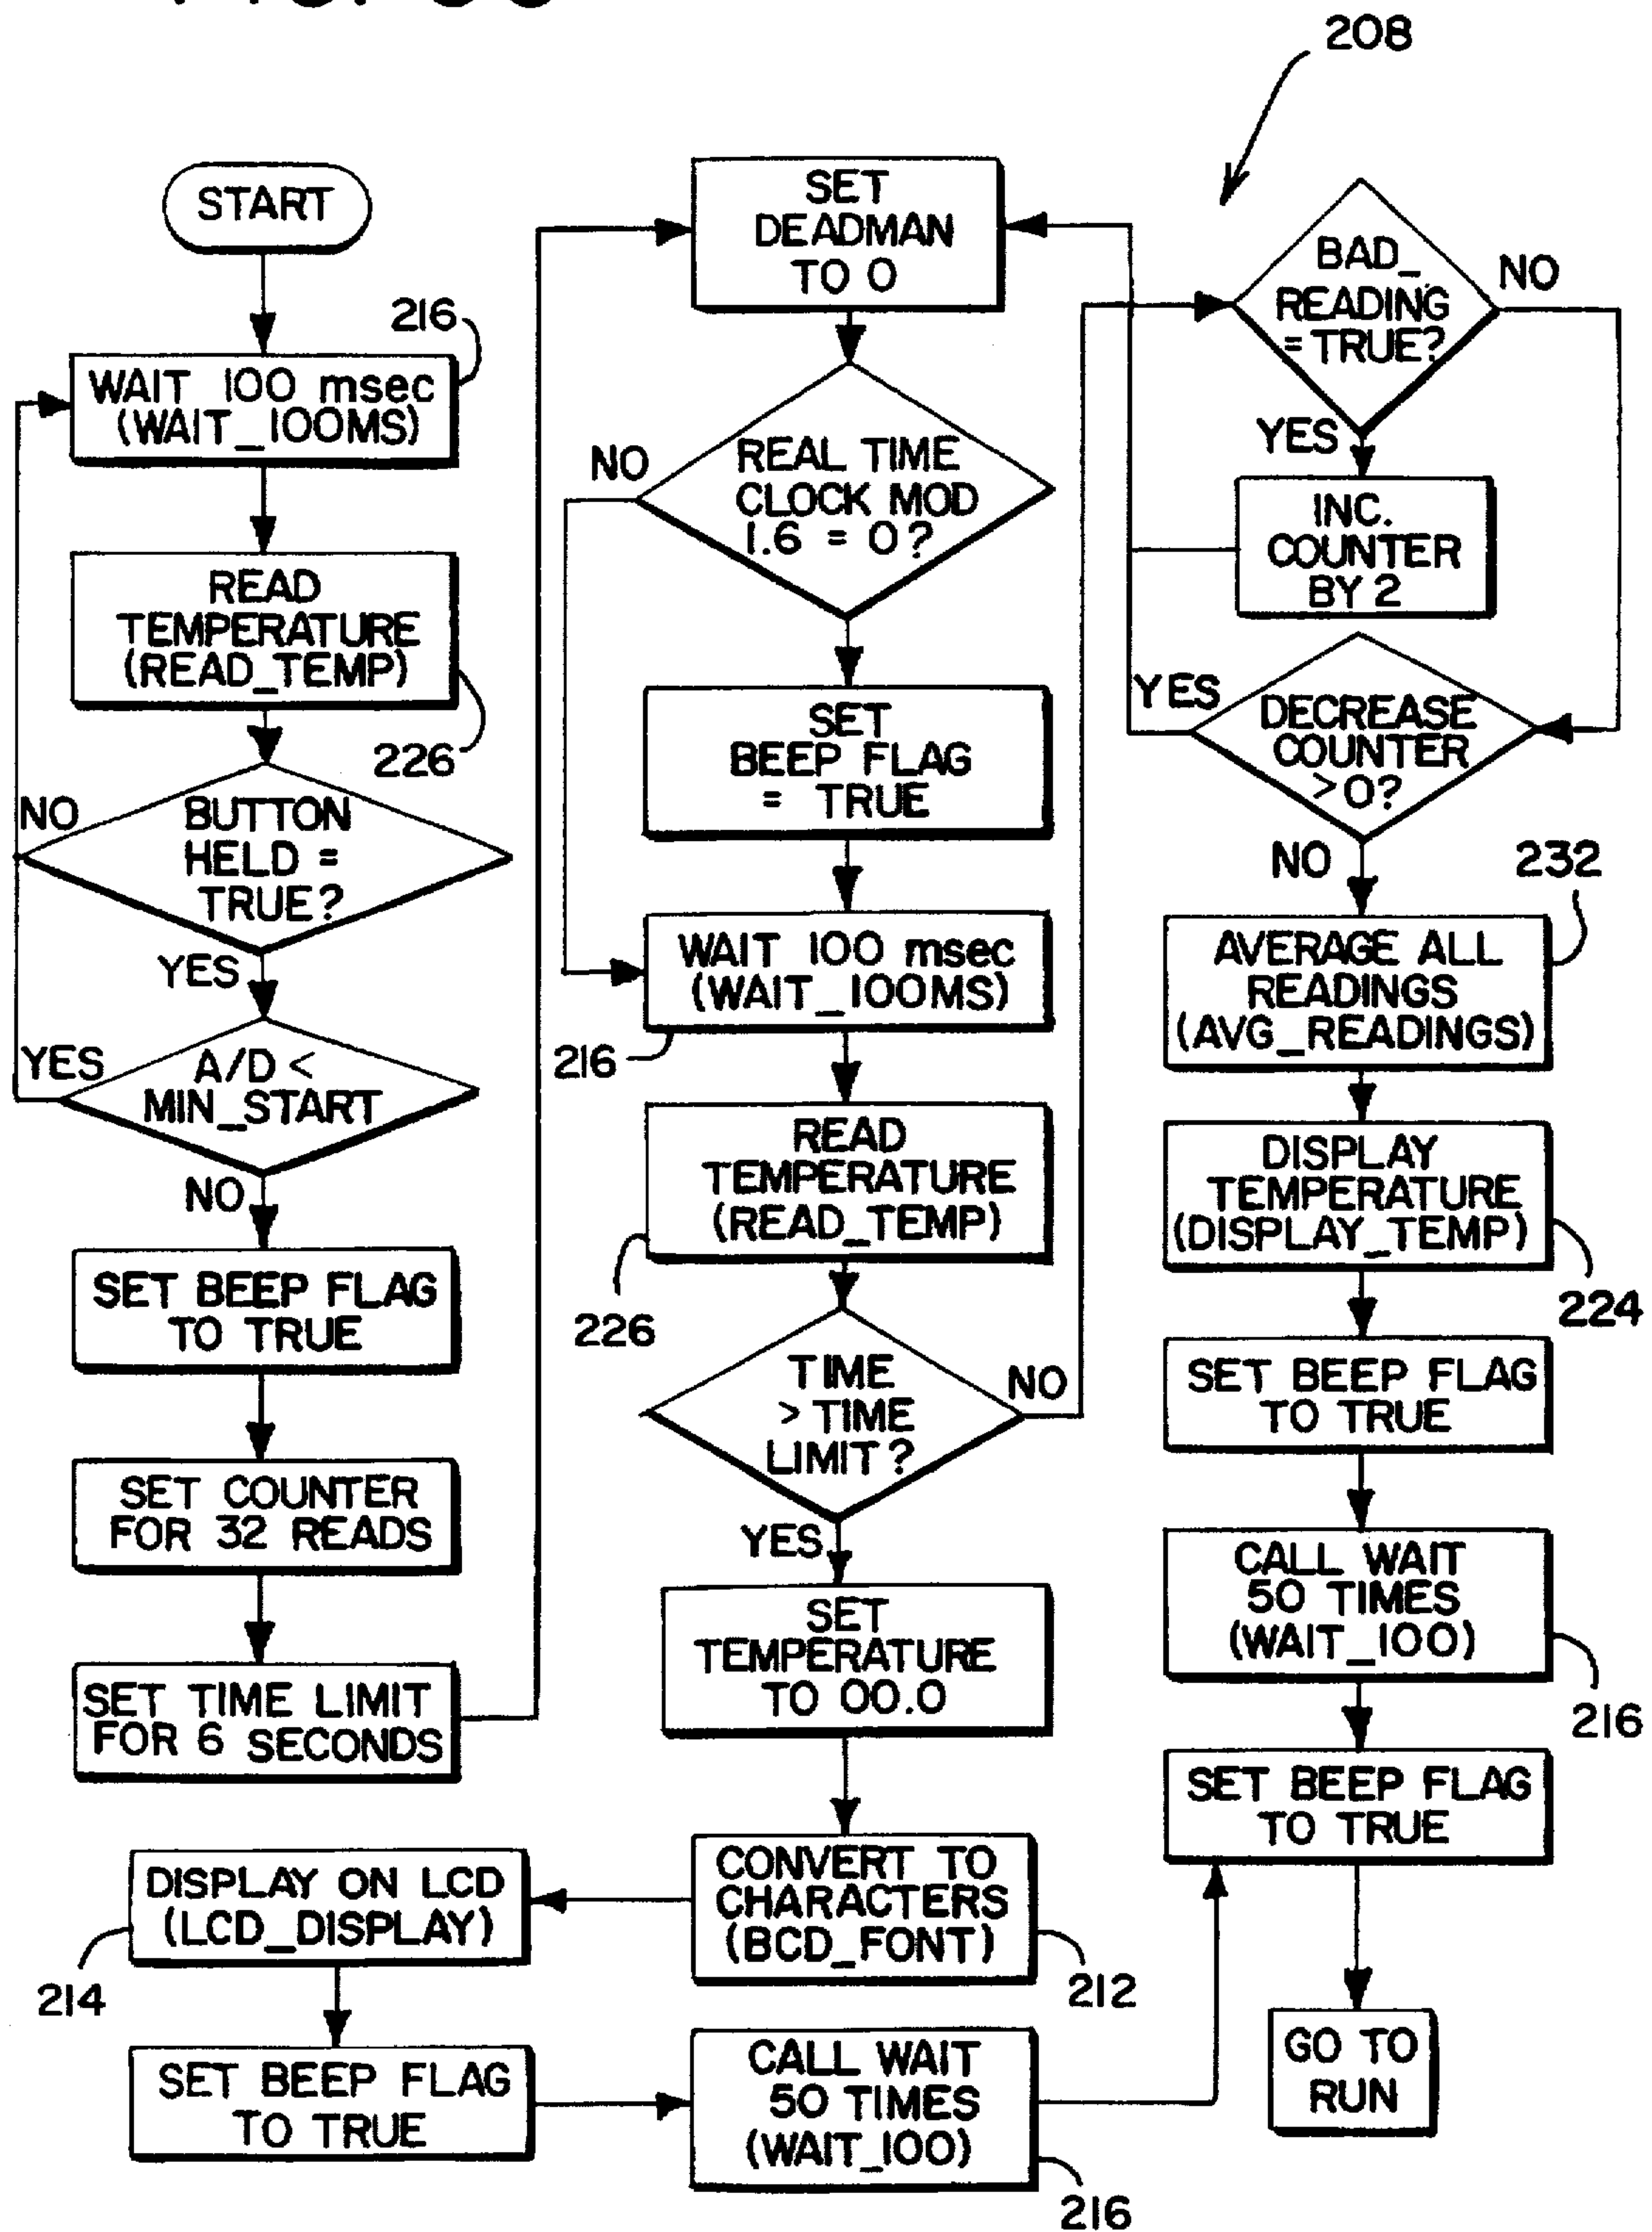 208
START
216
WAIT 100 msec
(WAIT_100MS)
READ
TEMPERATURE
(READ_TEMP)
226
NO
BUTTON
HELD =
TRUE?
YES
YES
A/D <
MIN_START
NO
SET BEEP FLAG
TO TRUE
SET COUNTER
FOR 32 READS
SET TIME LIMIT
FOR 6 SECONDS
SET
DEADMAN
TO 0
NO
REAL TIME
CLOCK MOD
1.6 = 0?
SET
BEEP FLAG
= TRUE
WAIT 100 msec
(WAIT_100MS)
216
READ
TEMPERATURE
(READ_TEMP)
226
TIME
> TIME
LIMIT?
NO
YES
SET
TEMPERATURE
TO 00.0
CONVERT TO
CHARACTERS
(BCD_FONT)
212
DISPLAY ON LCD
(LCD_DISPLAY)
214
SET BEEP FLAG
TO TRUE
CALL WAIT
50 TIMES
(WAIT_100)
216
BAD_
READING
= TRUE?
NO
YES
INC.
COUNTER
BY 2
YES
DECREASE
COUNTER
> 0?
NO
232
AVERAGE ALL
READINGS
(AVG_READINGS)
DISPLAY
TEMPERATURE
(DISPLAY_TEMP)
224
SET BEEP FLAG
TO TRUE
CALL WAIT
50 TIMES
(WAIT_100)
216
SET BEEP FLAG
TO TRUE
GO TO
RUN